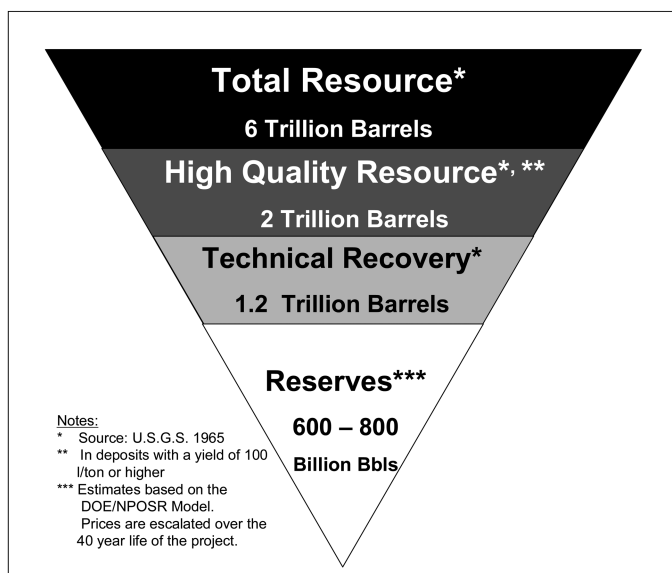 Total Resource*
6 Trillion Barrels
High Quality Resource*, **
2 Trillion Barrels
Technical Recovery*
1.2 Trillion Barrels
Reserves***
600 – 800
Billion Bbls
Notes:
* Source: U.S.G.S. 1965
** In deposits with a yield of 100
l/ton or higher
*** Estimates based on the
DOE/NPOSR Model.
Prices are escalated over the
40 year life of the project.